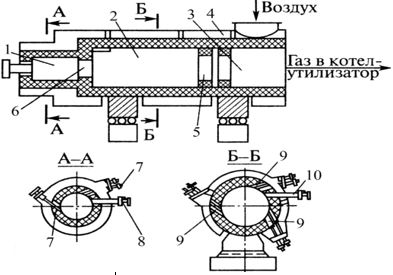 А Б 3 4 Воздух
1 2
Газ в котел-
утилизатор
6
А Б 5
А–А Б–Б
7 9 10
7 8 9 9